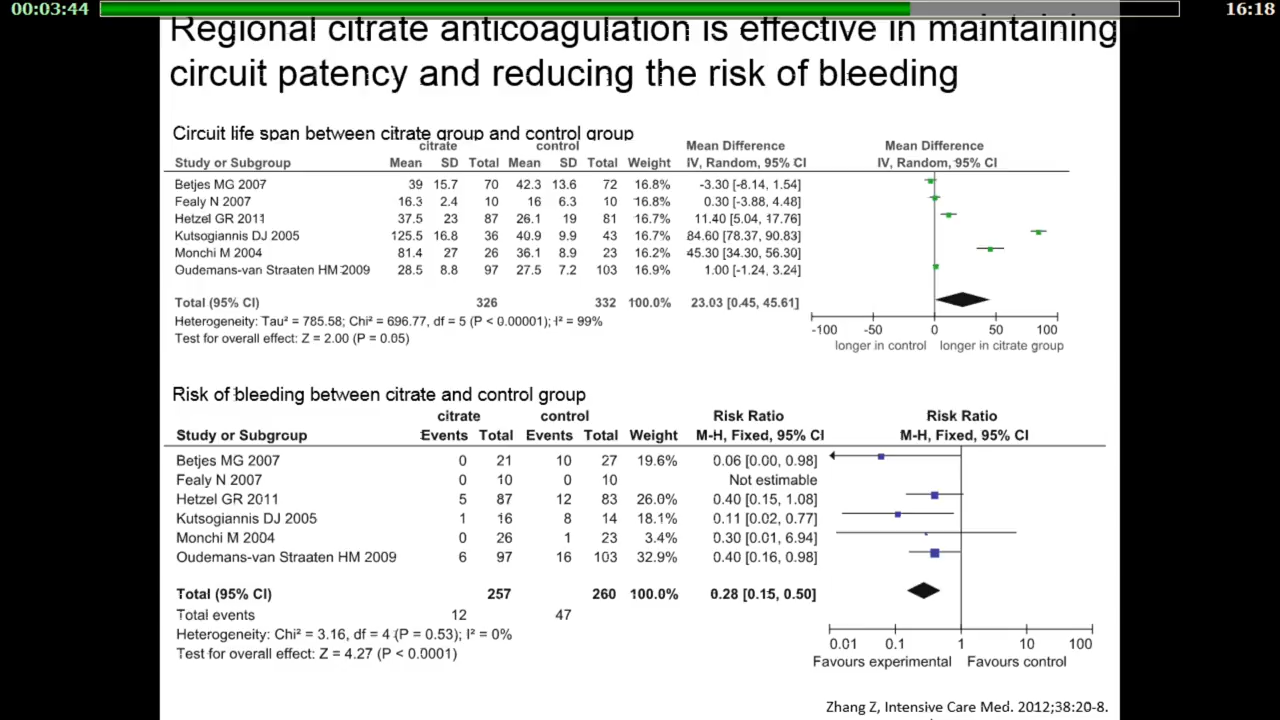 00:03:44
16:18
Regional citrate anticoagulation is effective in maintaining
circuit patency and reducing the risk of bleeding
Circuit life span between citrate group and control group
citrate control Mean Difference Mean Difference
Study or Subgroup Mean SD Total Mean SD Total Weight IV, Random, 95% CI IV, Random, 95% CI
Betjes MG 2007 39 15.7 70 42.3 13.6 72 16.8% -3.30 [-8.14, 1.54]
Fealy N 2007 16.3 2.4 10 16 6.3 10 16.8% 0.30 [-3.88, 4.48]
Hetzel GR 2011 37.5 23 87 26.1 19 81 16.7% 11.40 [5.04, 17.76]
Kutsogiannis DJ 2005 125.5 16.8 36 40.9 9.9 43 16.7% 84.60 [78.37, 90.83]
Monchi M 2004 81.4 27 26 36.1 8.9 23 16.2% 45.30 [34.30, 56.30]
Oudemans-van Straaten HM 2009 28.5 8.8 97 27.5 7.2 103 16.9% 1.00 [-1.24, 3.24]
Total (95% CI) 326 332 100.0% 23.03 [0.45, 45.61]
Heterogeneity: Tau² = 785.58; Chi² = 696.77, df = 5 (P < 0.00001); I² = 99%
Test for overall effect: Z = 2.00 (P = 0.05)
-100 -50 0 50 100
longer in control longer in citrate group
Risk of bleeding between citrate and control group
citrate control Risk Ratio Risk Ratio
Study or Subgroup Events Total Events Total Weight M-H, Fixed, 95% CI M-H, Fixed, 95% CI
Betjes MG 2007 0 21 10 27 19.6% 0.06 [0.00, 0.98]
Fealy N 2007 0 10 0 10 Not estimable
Hetzel GR 2011 5 87 12 83 26.0% 0.40 [0.15, 1.08]
Kutsogiannis DJ 2005 1 16 8 14 18.1% 0.11 [0.02, 0.77]
Monchi M 2004 0 26 1 23 3.4% 0.30 [0.01, 6.94]
Oudemans-van Straaten HM 2009 6 97 16 103 32.9% 0.40 [0.16, 0.98]
Total (95% CI) 257 260 100.0% 0.28 [0.15, 0.50]
Total events 12 47
Heterogeneity: Chi² = 3.16, df = 4 (P = 0.53); I² = 0%
Test for overall effect: Z = 4.27 (P < 0.0001)
0.01 0.1 1 10 100
Favours experimental Favours control
Zhang Z, Intensive Care Med. 2012;38:20-8.